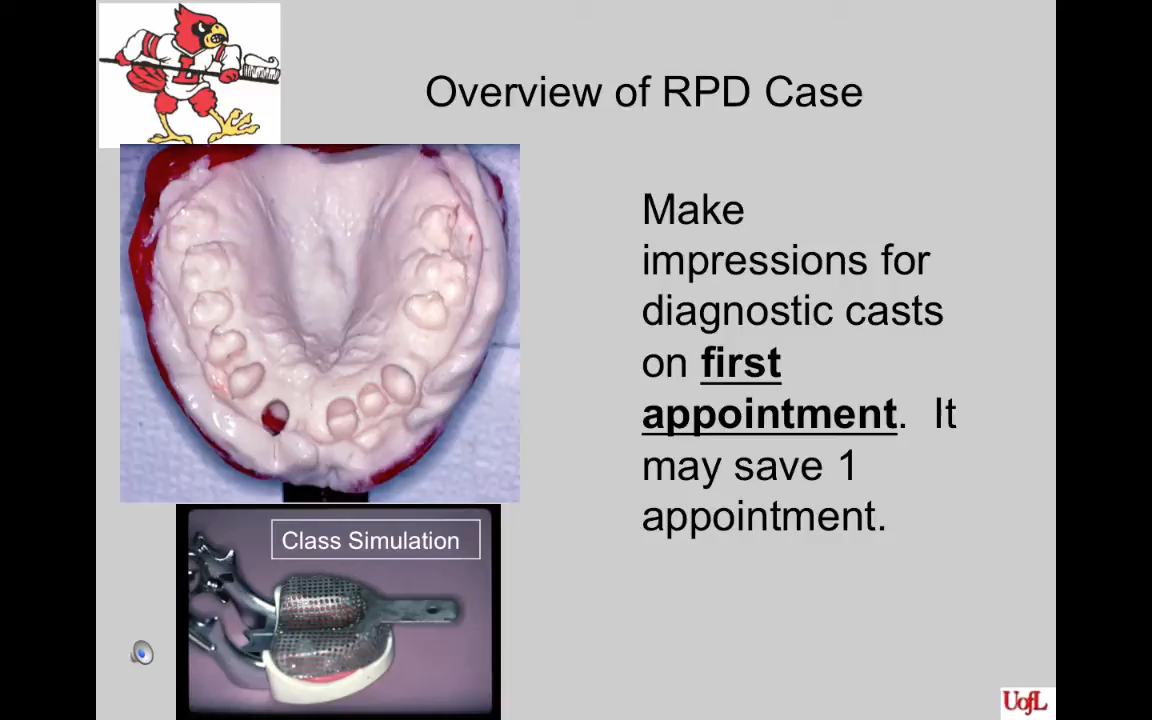 Overview of RPD Case
Make
impressions for
diagnostic casts
on first
appointment. It
may save 1
appointment.
Class Simulation
L
UofL